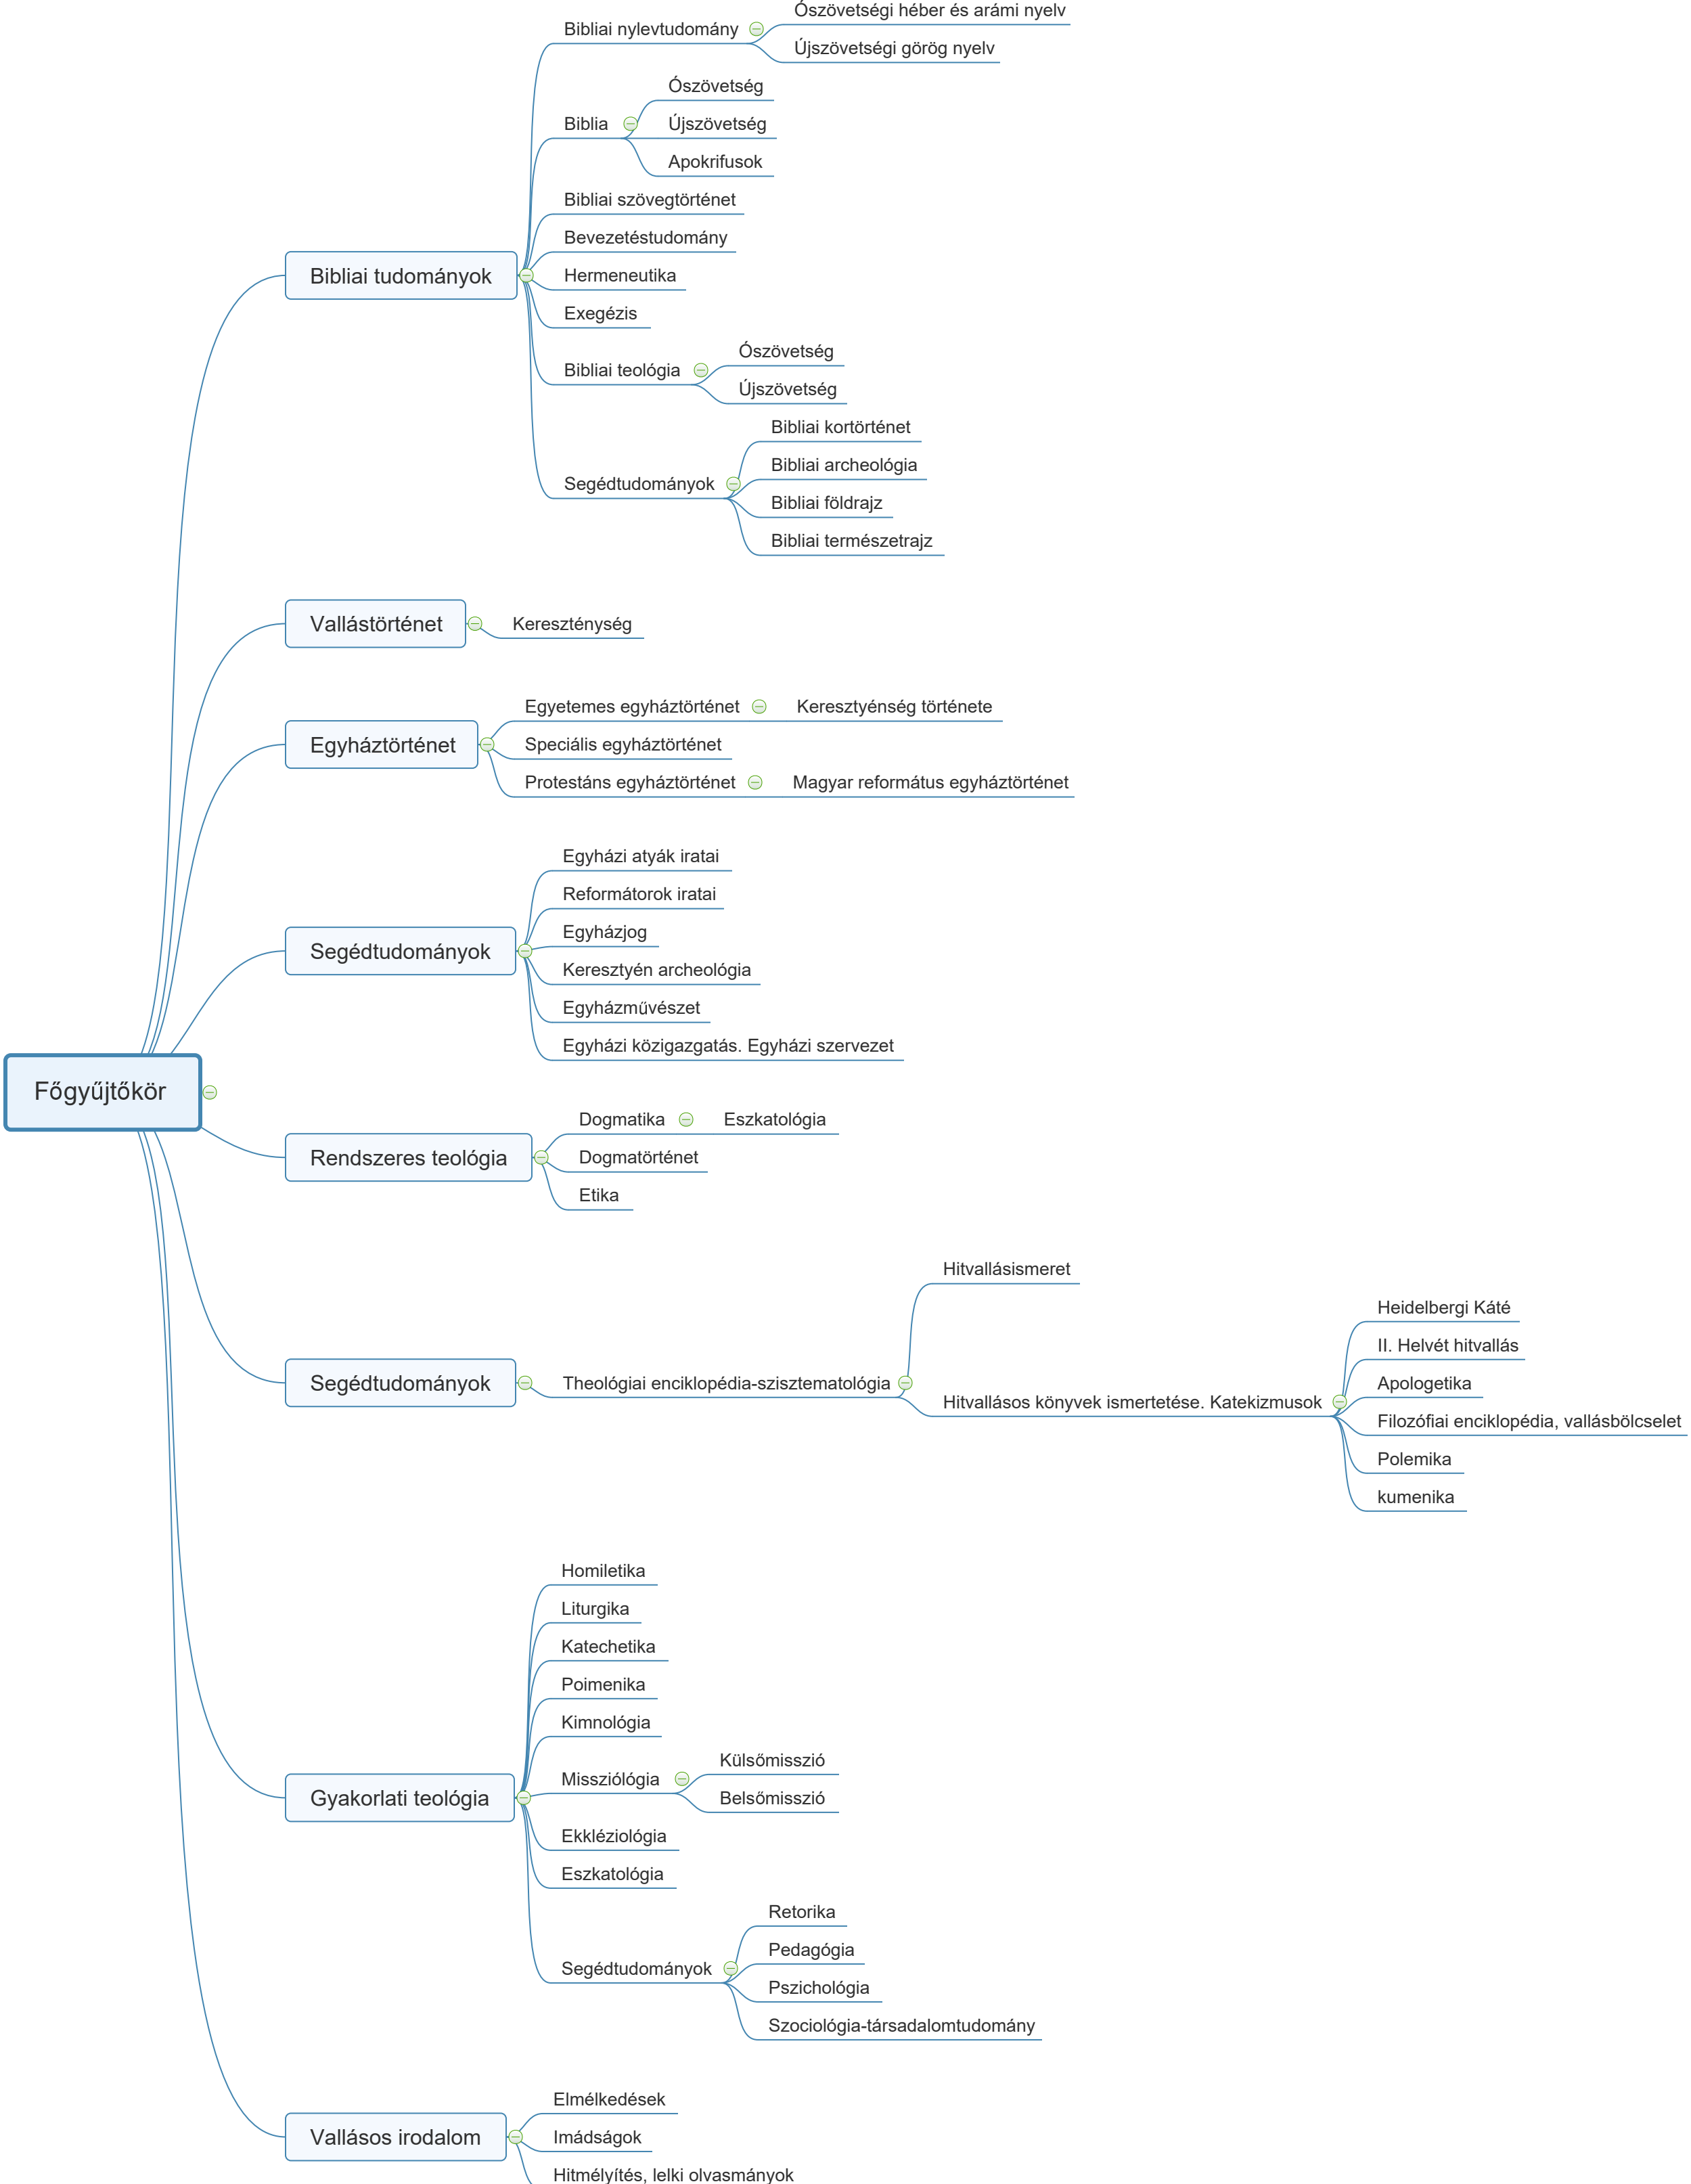 Főgyűjtőkör
Bibliai tudományok
Bibliai nylevtudomány
Ószövetségi héber és arámi nyelv
Újszövetségi görög nyelv
Biblia
Ószövetség
Újszövetség
Apokrifusok
Bibliai szövegtörténet
Bevezetéstudomány
Hermeneutika
Exegézis
Bibliai teológia
Ószövetség
Újszövetség
Segédtudományok
Bibliai kortörténet
Bibliai archeológia
Bibliai földrajz
Bibliai természetrajz
Vallástörténet
Kereszténység
Egyháztörténet
Egyetemes egyháztörténet
Keresztyénség története
Speciális egyháztörténet
Protestáns egyháztörténet
Magyar református egyháztörténet
Segédtudományok
Egyházi atyák iratai
Reformátorok iratai
Egyházjog
Keresztyén archeológia
Egyházművészet
Egyházi közigazgatás. Egyházi szervezet
Rendszeres teológia
Dogmatika
Eszkatológia
Dogmatörténet
Etika
Segédtudományok
Theológiai enciklopédia-szisztematológia
Hitvallásismeret
Hitvallásos könyvek ismertetése. Katekizmusok
Heidelbergi Káté
II. Helvét hitvallás
Apologetika
Filozófiai enciklopédia, vallásbölcselet
Polemika
kumenika
Gyakorlati teológia
Homiletika
Liturgika
Katechetika
Poimenika
Kimnológia
Missziólógia
Külsőmisszió
Belsőmisszió
Ekkléziológia
Eszkatológia
Segédtudományok
Retorika
Pedagógia
Pszichológia
Szociológia-társadalomtudomány
Vallásos irodalom
Elmélkedések
Imádságok
Hitmélyítés, lelki olvasmányok